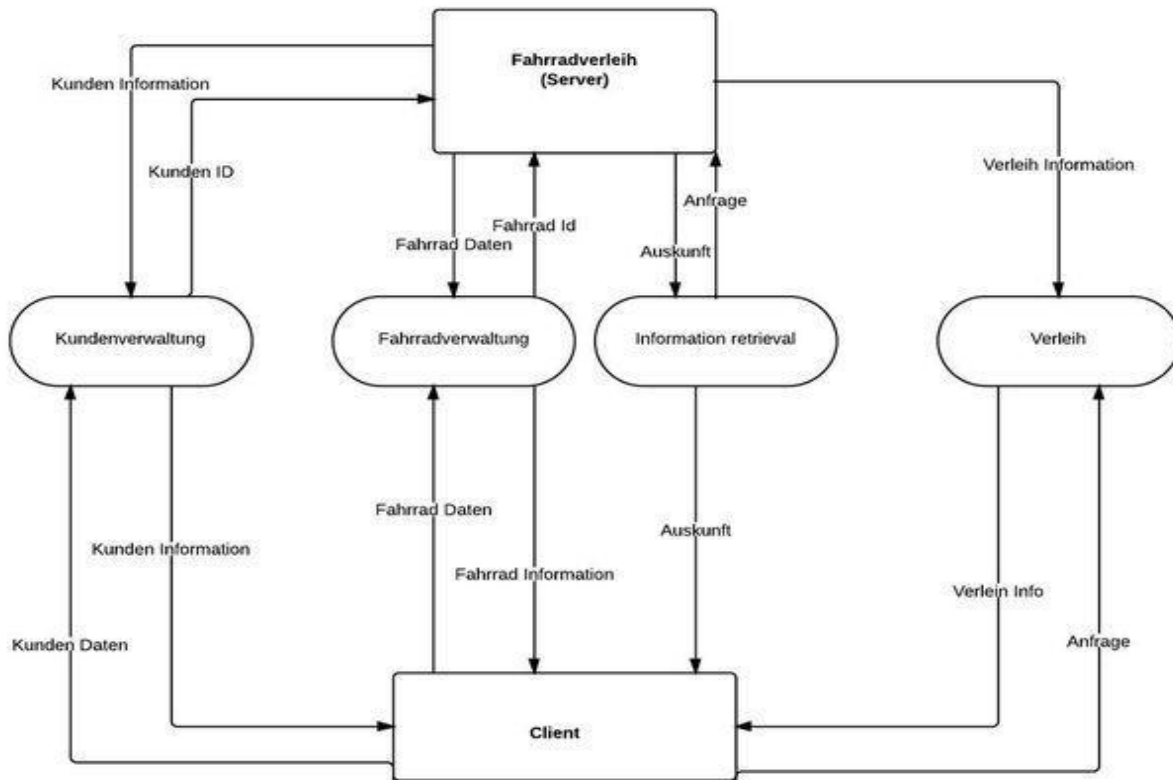 Fahrradverleih
(Server)
Kunden Information
Verleih Information
Kunden ID
Anfrage
Fahrrad Id
Fahrrad Daten
Auskunft
Kundenverwaltung
Fahrradverwaltung
Information retrieval
Verleih
Fahrrad Daten
Auskunft
Kunden Information
Fahrrad Information
Verlein Info
Kunden Daten
Anfrage
Client